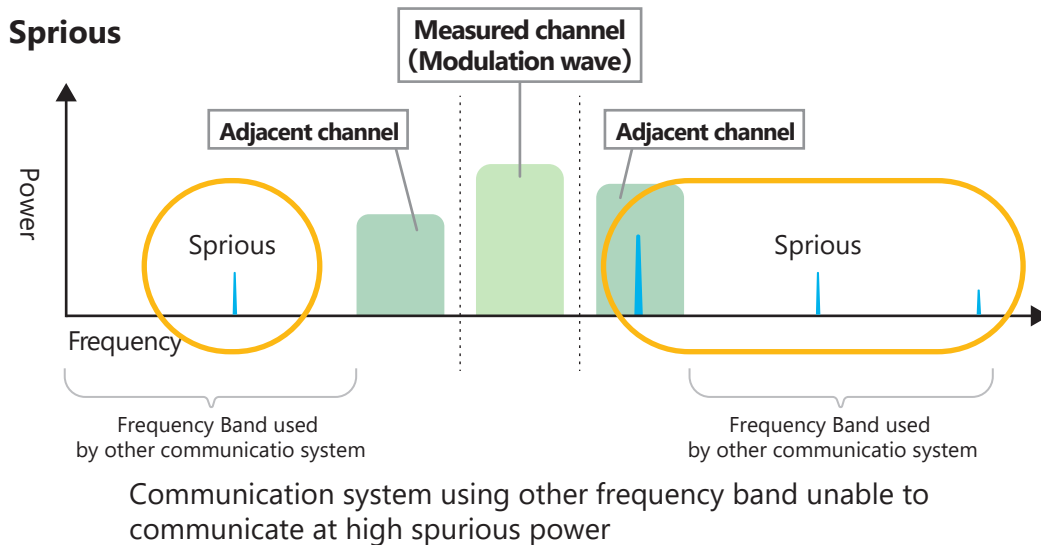 Sprious
Measured channel
(Modulation wave)
Adjacent channel
Adjacent channel
Power
Sprious
Sprious
Frequency
Frequency Band used
by other communicatio system
Frequency Band used
by other communicatio system
Communication system using other frequency band unable to
communicate at high spurious power